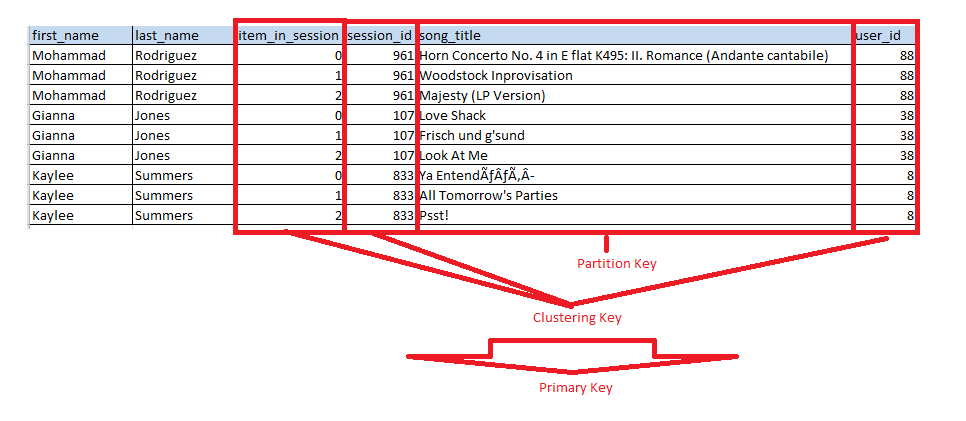 first_name last_name item_in_session session_id song_title user_id
Mohammad Rodriguez 0 961 Horn Concerto No. 4 in E flat K495: II. Romance (Andante cantabile) 88
Mohammad Rodriguez 1 961 Woodstock Inprovisation 88
Mohammad Rodriguez 2 961 Majesty (LP Version) 88
Gianna Jones 0 107 Love Shack 38
Gianna Jones 1 107 Frisch und g'sund 38
Gianna Jones 2 107 Look At Me 38
Kaylee Summers 0 833 Ya EntendÃƒÂƒÃ‚Â- 8
Kaylee Summers 1 833 All Tomorrow's Parties 8
Kaylee Summers 2 833 Psst! 8
Partition Key
Clustering Key
Primary Key